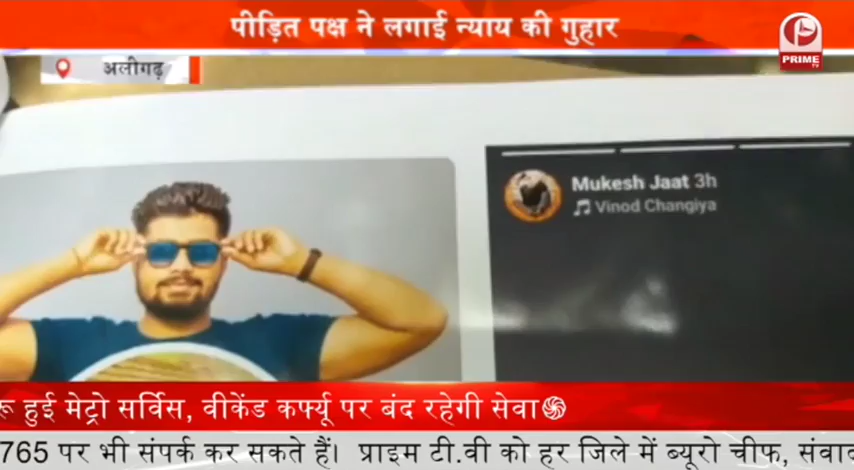 पीड़ित पक्ष ने लगाई न्याय की गुहार
PRIME
TV
अलीगढ़
Mukesh Jaat 3h
Vinod Changiya
हुई मेट्रो सर्विस, वीकेंड कर्फ्यू पर बंद रहेगी सेवा
765 पर भी संपर्क कर सकते हैं। प्राइम टी.वी को हर जिले में ब्यूरो चीफ,